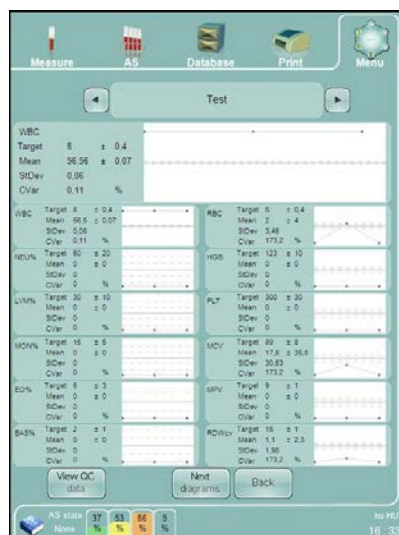 Measure AS Database Print Menu
Test
WBC
Target 8 ± 0,4
Mean 56,56 ± 0,07
StDev 0,06
CVar 0,11 %
WBC Target 8 ± 0,4
Mean 56,5 ± 0,07
StDev 0,06
CVar 0,11 %
RBC Target 5 ± 0,4
Mean 2 ± 4
StDev 3,46
CVar 173,2 %
NEU% Target 60 ± 20
Mean 0 ± 0
StDev 0
CVar 0 %
HGB Target 123 ± 10
Mean 0 ± 0
StDev 0
CVar 0 %
LYM% Target 30 ± 10
Mean 0 ± 0
StDev 0
CVar 0 %
PLT Target 300 ± 30
Mean 0 ± 0
StDev 0
CVar 0 %
MON% Target 15 ± 5
Mean 0 ± 0
StDev 0
CVar 0 %
MCV Target 89 ± 8
Mean 17,8 ± 36,8
StDev 30,83
CVar 173,2 %
EO% Target 5 ± 3
Mean 0 ± 0
StDev 0
CVar 0 %
MPV Target 9 ± 1
Mean 0 ± 0
StDev 0
CVar 0 %
BAS% Target 2 ± 1
Mean 0 ± 0
StDev 0
CVar 0 %
RDWcv Target 16 ± 1
Mean 1,1 ± 2,3
StDev 1,96
CVar 173,2 %
View QC data
Next diagrams
Back
AS state None
37 % 53 % 86 % 5 %
hu HU
16 : 33